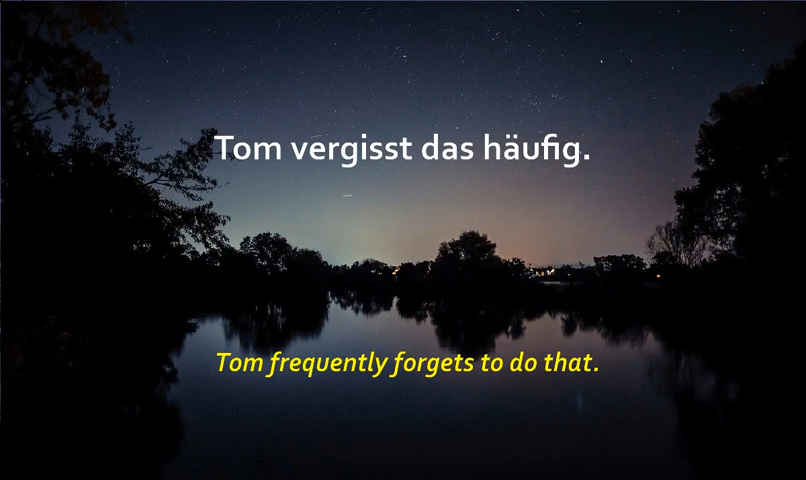 Tom vergisst das häufig.
Tom frequently forgets to do that.